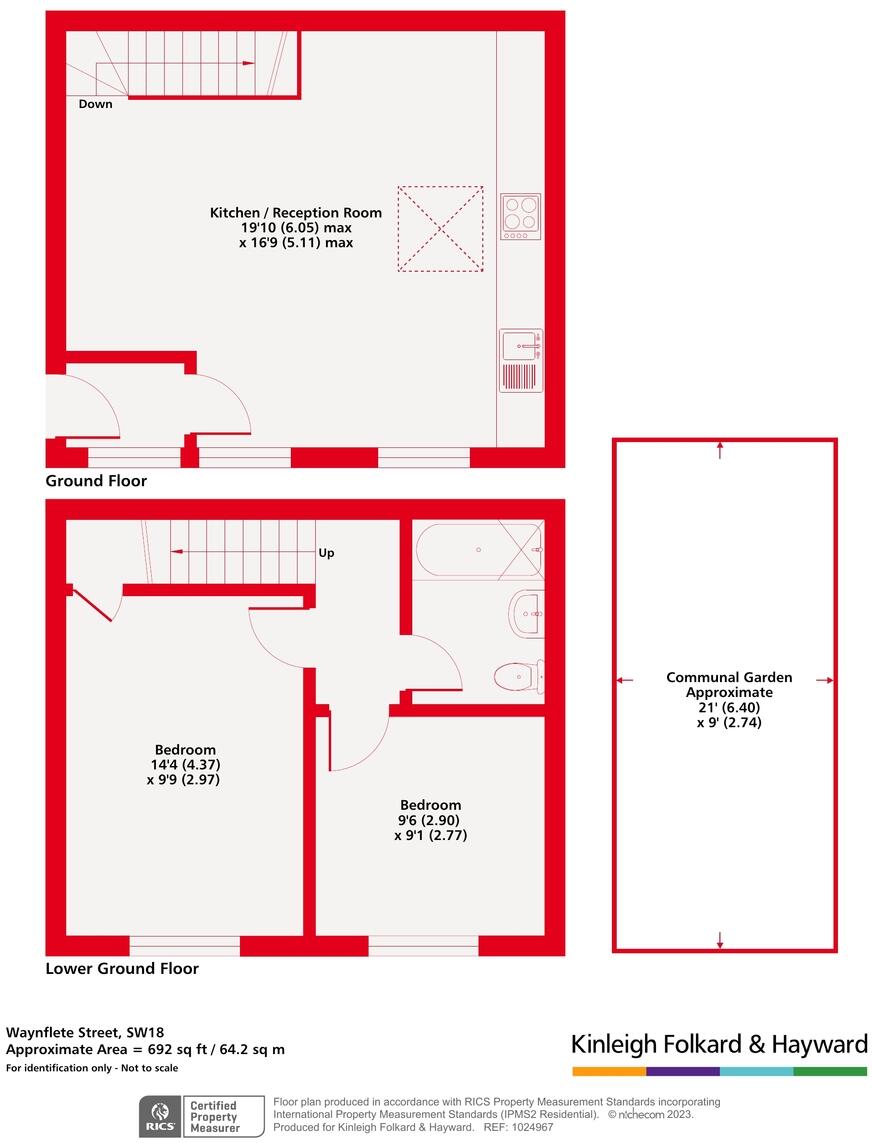 Down
Kitchen / Reception Room
19'10 (6.05) max
x 16'9 (5.11) max
Ground Floor
Up
Bedroom
14'4 (4.37)
x 9'9 (2.97)
Bedroom
9'6 (2.90)
x 9'1 (2.77)
Lower Ground Floor
Communal Garden
Approximate
21' (6.40)
x 9' (2.74)
Waynflete Street, SW18
Approximate Area = 692 sq ft / 64.2 sq m
For identification only - Not to scale
Kinleigh Folkard & Hayward
RICS
Certified
Property
Measurer
Floor plan produced in accordance with RICS Property Measurement Standards incorporating
International Property Measurement Standards (IPMS2 Residential). © nichecom 2023.
Produced for Kinleigh Folkard & Hayward. REF: 1024967